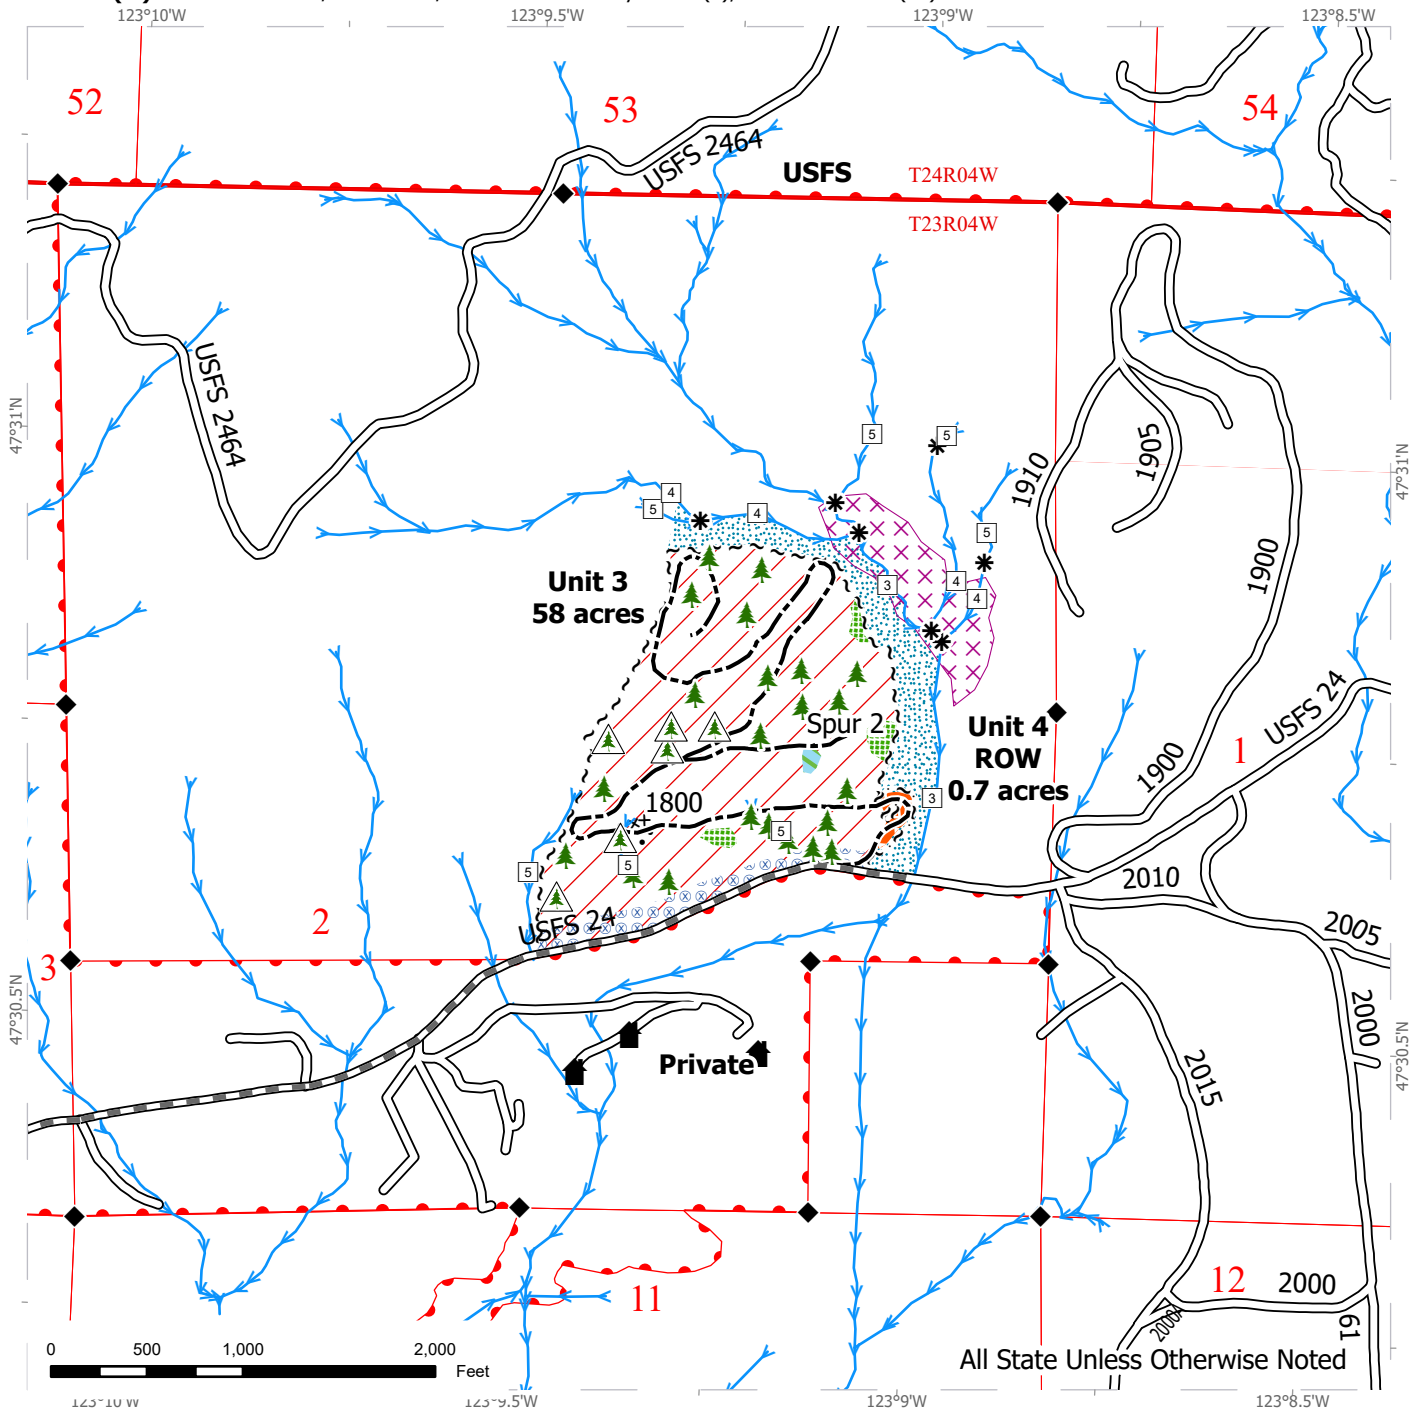 123°10'W
123°9.5'W
123°9'W
123°8.5'W
52
53
54
USFS 2464
USFS
T24R04W
T23R04W
USFS 2464
47°31'N
47°31'N
5
5
4
5
4
5
1910
1905
1900
Unit 3
58 acres
3
4
4
Spur 2
Unit 4
ROW
0.7 acres
USFS 24
1
1900
1800
3
5
5
5
USFS 24
2010
2005
2
3
2000
47°30.5'N
47°30.5'N
Private
2015
11
12
2000
2000A
61
0
500
1,000
2,000
Feet
All State Unless Otherwise Noted
123°10'W
123°9.5'W
123°9'W
123°8.5'W